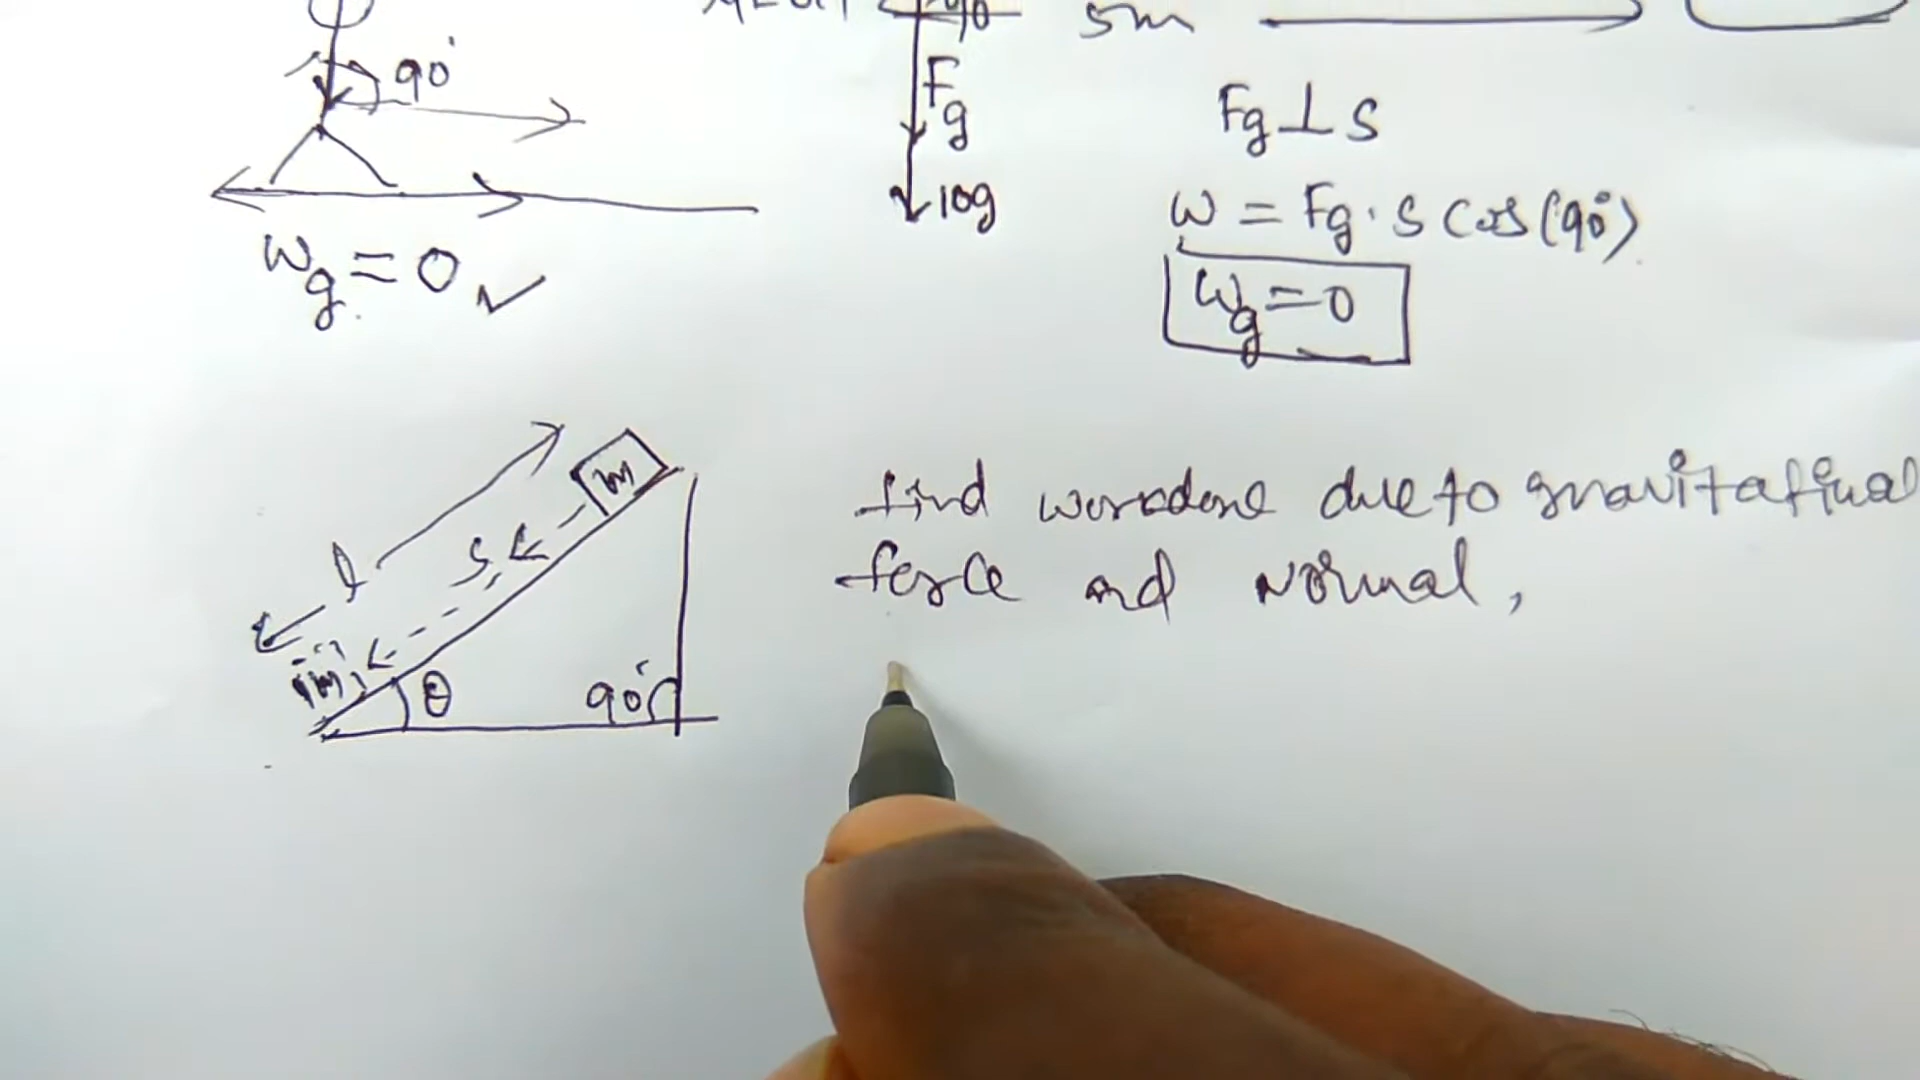 5m
90°
Fg
Fg ⊥ S
10g
W = Fg · S Cos(90°)
Wg = 0
Wg = 0
m
find workdone due to gravitational
S
l
force and Normal,
m
θ
90°